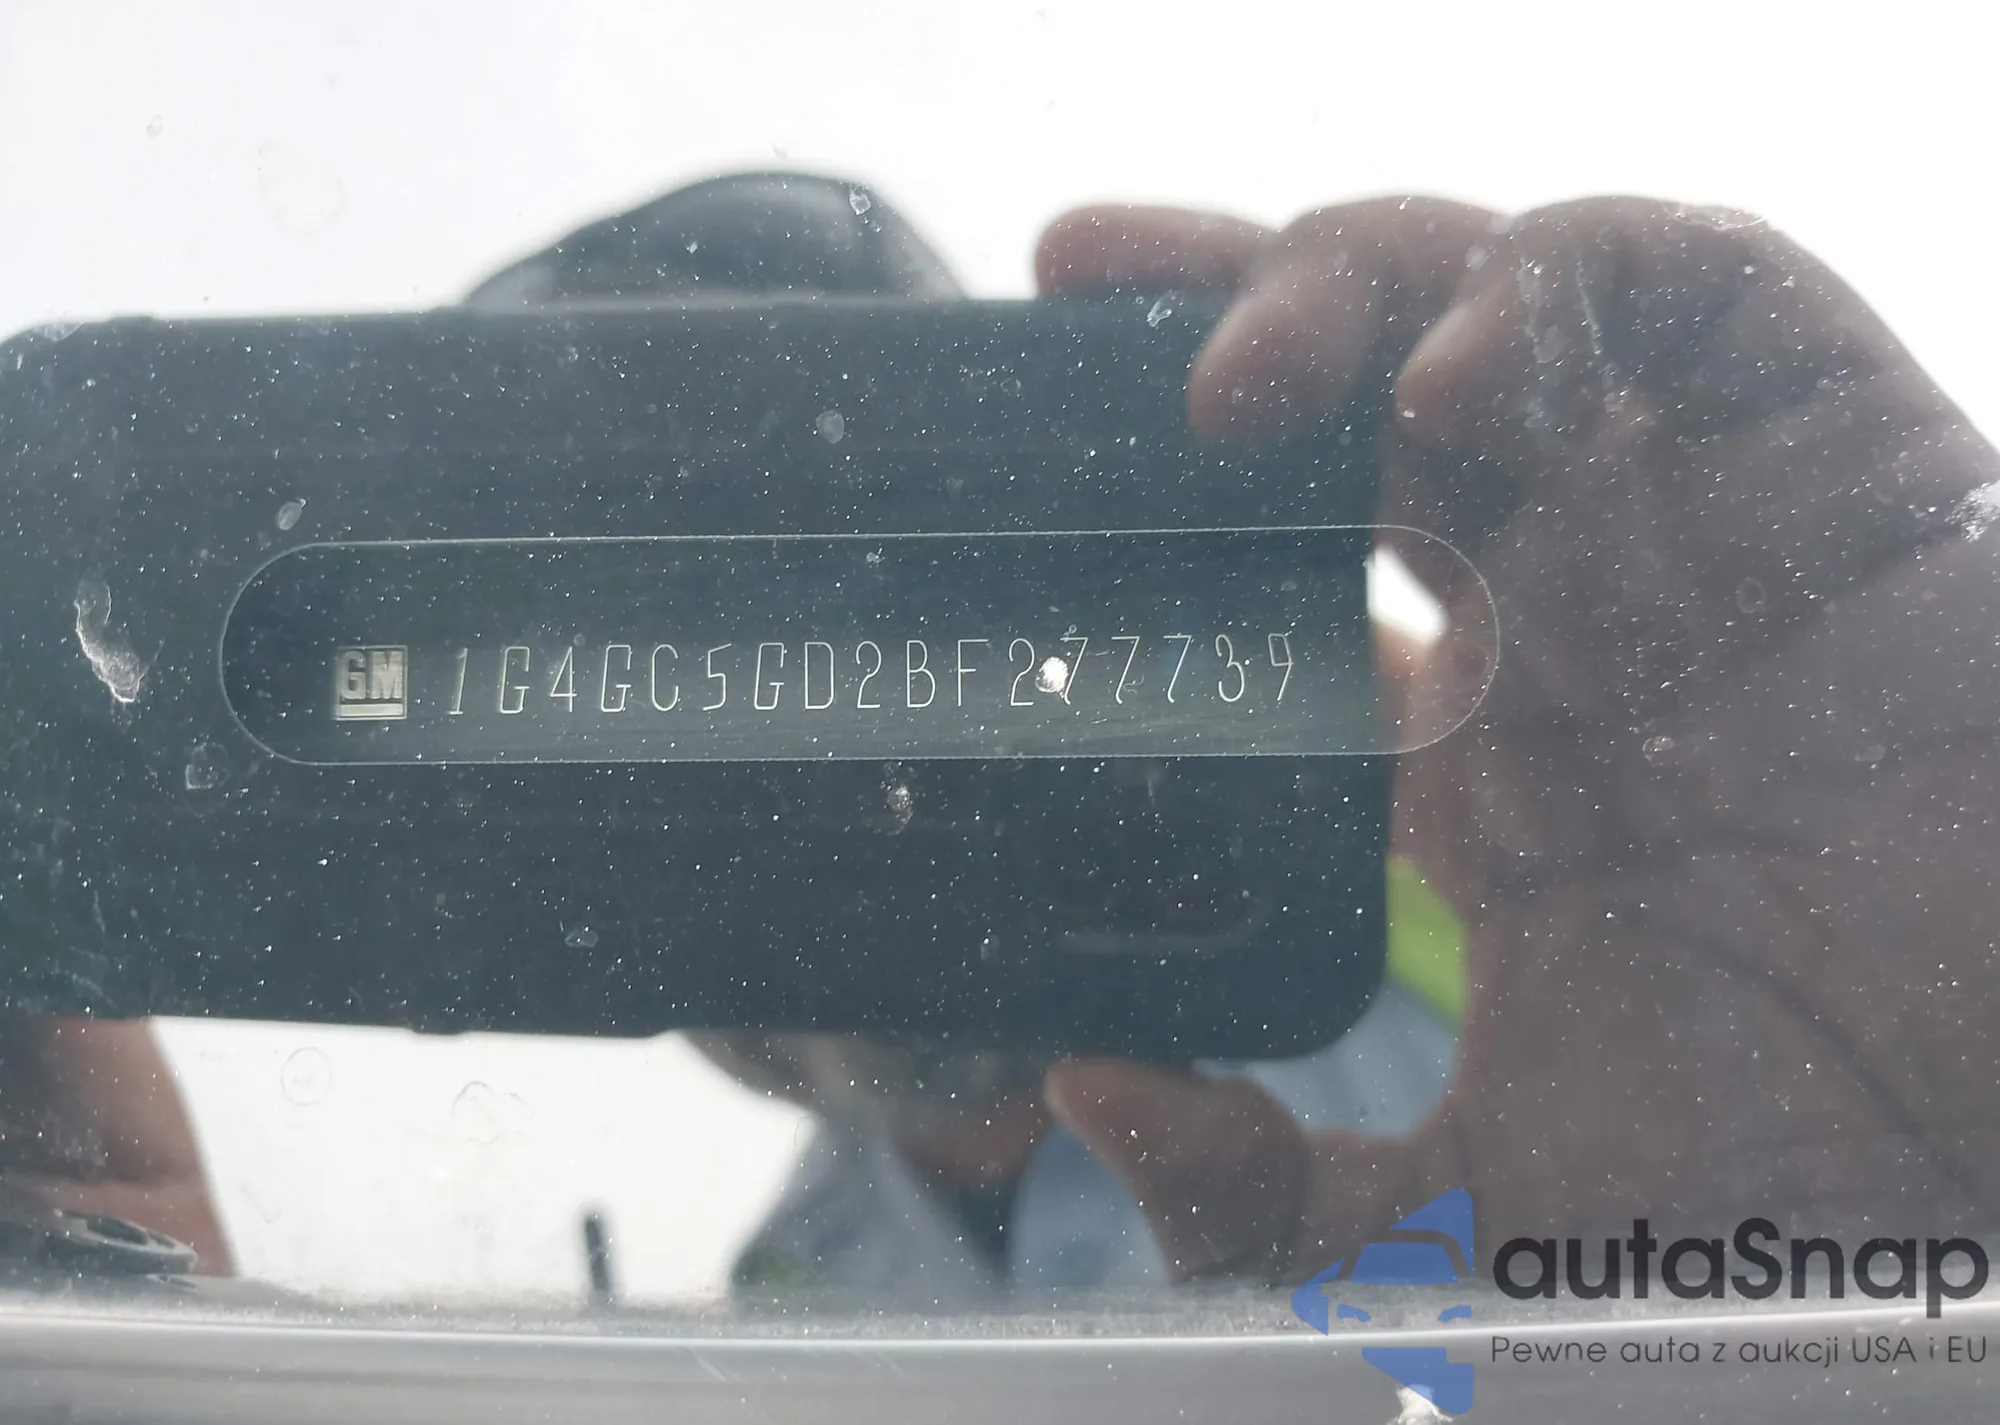 GM 1G4GC5GD2BF277739
autaSnap
Pewne auta z aukcji USA i EU